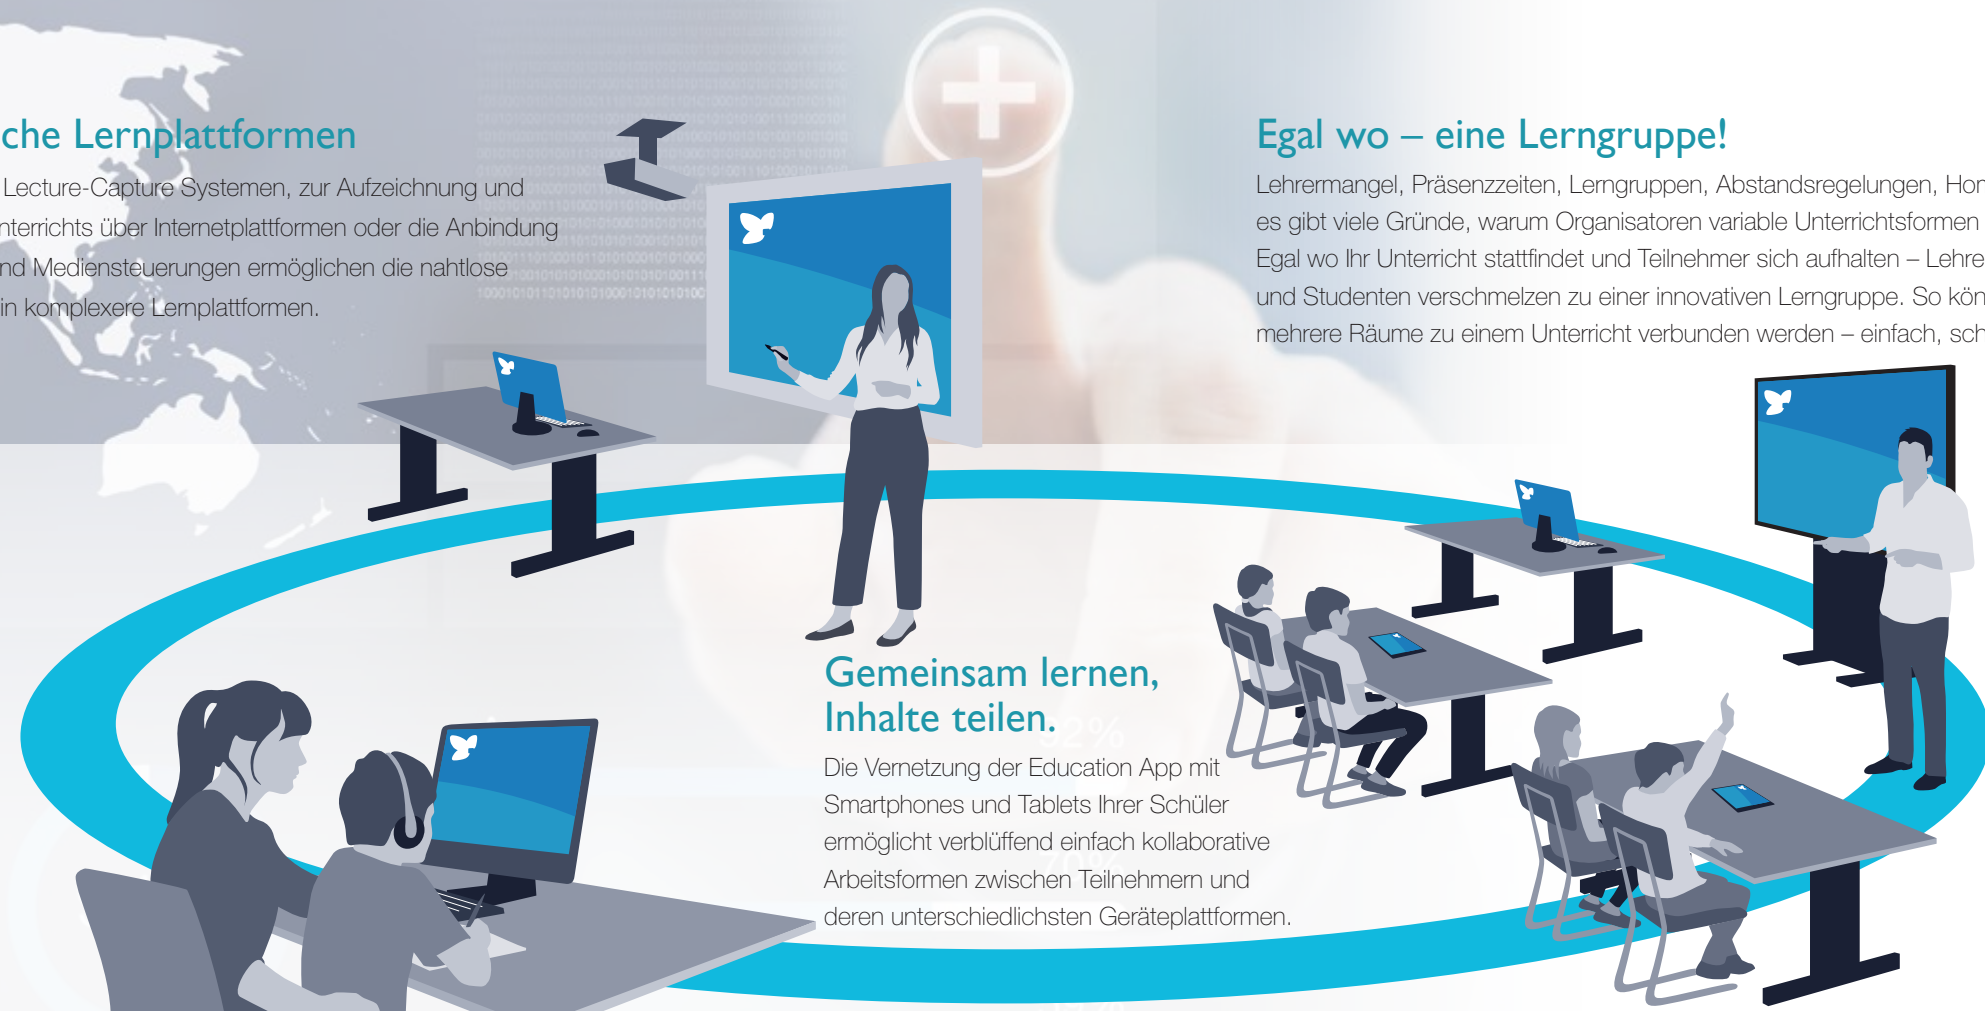 che Lernplattformen
Lecture-Capture Systemen, zur Aufzeichnung und
nterrichts über Internetplattformen oder die Anbindung
nd Mediensteuerungen ermöglichen die nahtlose
in komplexere Lernplattformen.
Egal wo – eine Lerngruppe!
Lehrermangel, Präsenzzeiten, Lerngruppen, Abstandsregelungen, Hom
es gibt viele Gründe, warum Organisatoren variable Unterrichtsformen
Egal wo Ihr Unterricht stattfindet und Teilnehmer sich aufhalten – Lehre
und Studenten verschmelzen zu einer innovativen Lerngruppe. So kön
mehrere Räume zu einem Unterricht verbunden werden – einfach, sch
Gemeinsam lernen,
Inhalte teilen.
Die Vernetzung der Education App mit
Smartphones und Tablets Ihrer Schüler
ermöglicht verblüffend einfach kollaborative
Arbeitsformen zwischen Teilnehmern und
deren unterschiedlichsten Geräteplattformen.
92%
70%